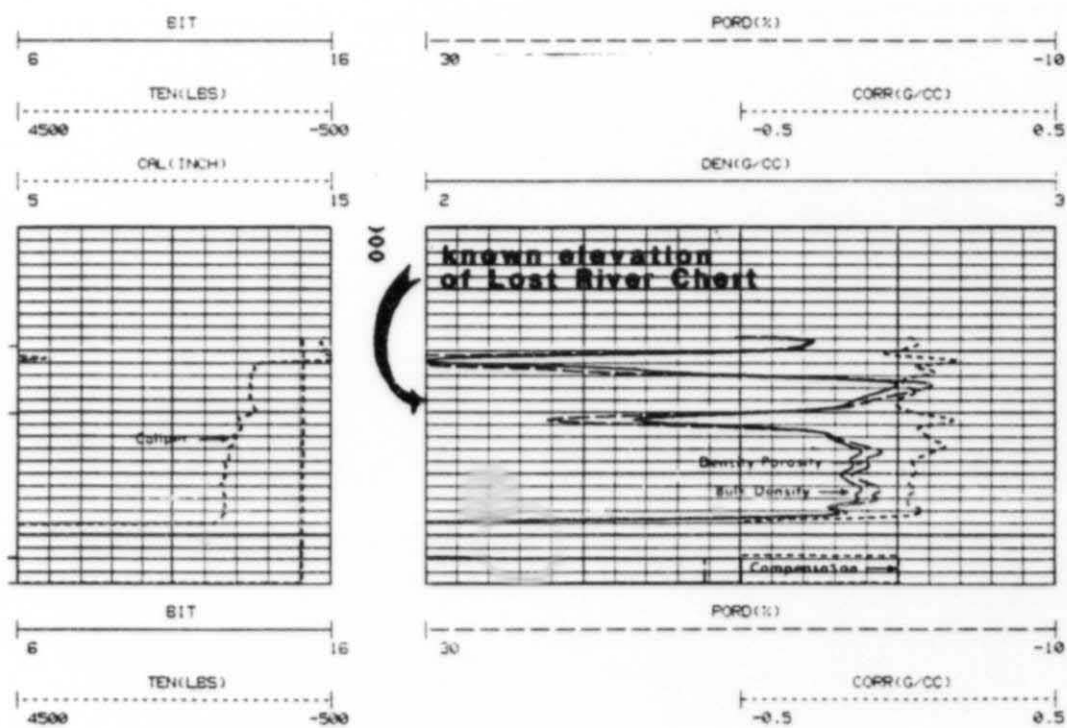 BIT PORD(%)
6 16 30 -10
TEN(LBS) CORR(G/CC)
4500 -500 -0.5 0.5
CAL(INCH) DEN(G/CC)
5 15 2 3
known elevation
of Lost River Chert
Caliper
Density Porosity
Bulk Density
Compensation
BIT PORD(%)
6 16 30 -10
TEN(LBS) CORR(G/CC)
4500 -500 -0.5 0.5